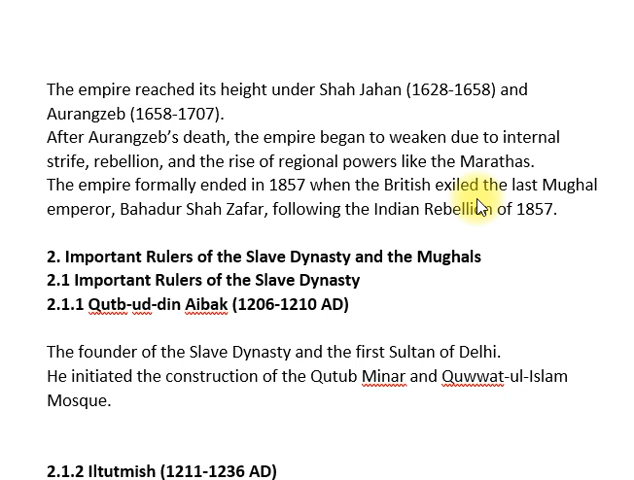 The empire reached its height under Shah Jahan (1628-1658) and
Aurangzeb (1658-1707).
After Aurangzeb’s death, the empire began to weaken due to internal
strife, rebellion, and the rise of regional powers like the Marathas.
The empire formally ended in 1857 when the British exiled the last Mughal
emperor, Bahadur Shah Zafar, following the Indian Rebellion of 1857.
2. Important Rulers of the Slave Dynasty and the Mughals
2.1 Important Rulers of the Slave Dynasty
2.1.1 Qutb-ud-din Aibak (1206-1210 AD)
The founder of the Slave Dynasty and the first Sultan of Delhi.
He initiated the construction of the Qutub Minar and Quwwat-ul-Islam
Mosque.
2.1.2 Iltutmish (1211-1236 AD)